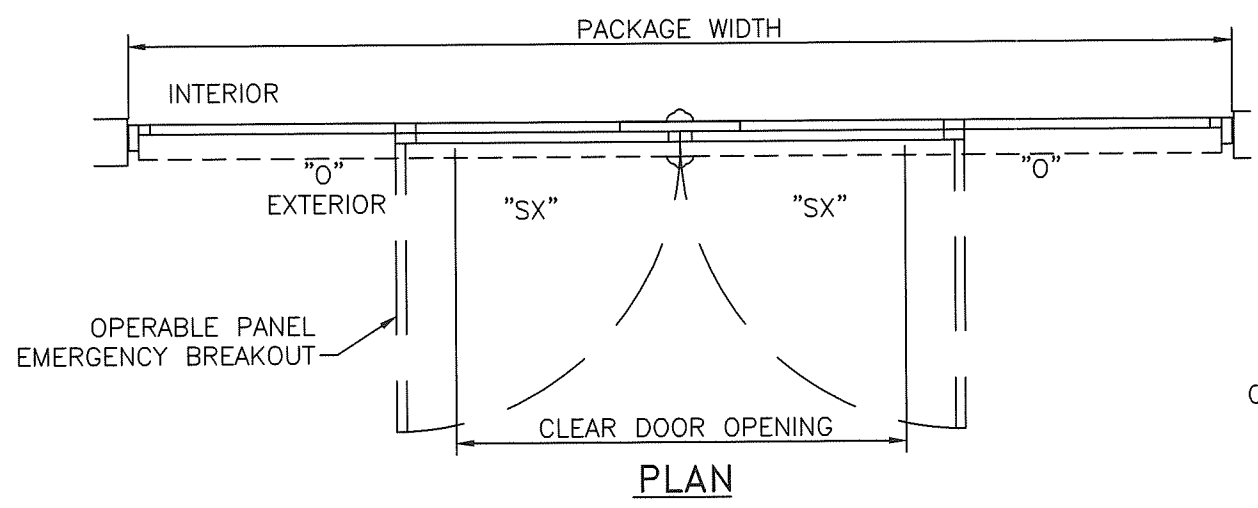 PACKAGE WIDTH
INTERIOR
"O"
"O"
EXTERIOR
"SX"
"SX"
OPERABLE PANEL
EMERGENCY BREAKOUT
CLEAR DOOR OPENING
PLAN